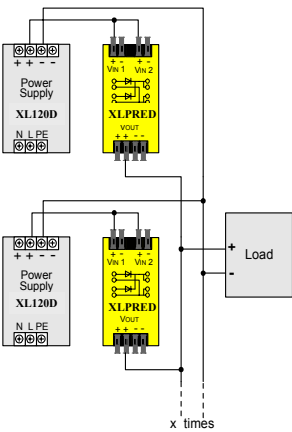 + + - -
Power
Supply
XL120D
N L PE
+ - + -
VIN 1 VIN 2
XLPRED
VOUT
+ + - -
+
-
Load
+ + - -
Power
Supply
XL120D
N L PE
+ - + -
VIN 1 VIN 2
XLPRED
VOUT
+ + - -
x times